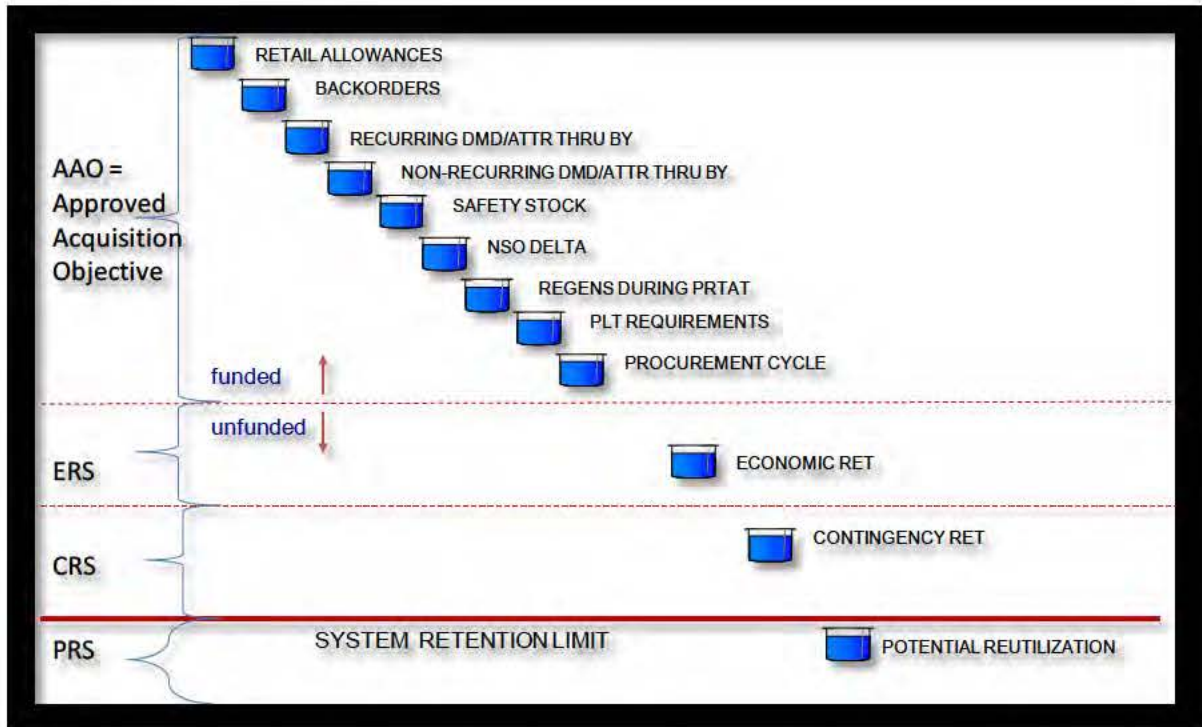 RETAIL ALLOWANCES
BACKORDERS
RECURRING DMD/ATTR THRU BY
NON-RECURRING DMD/ATTR THRU BY
SAFETY STOCK
NSO DELTA
REGENS DURING PRTAT
PLT REQUIREMENTS
PROCUREMENT CYCLE
AAO =
Approved
Acquisition
Objective
funded
unfunded
ERS
ECONOMIC RET
CRS
CONTINGENCY RET
SYSTEM RETENTION LIMIT
PRS
POTENTIAL REUTILIZATION